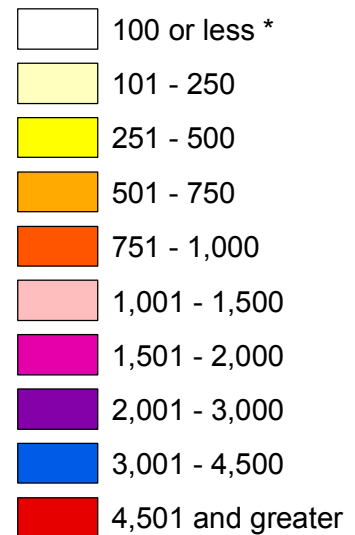 100 or less *
101 - 250
251 - 500
501 - 750
751 - 1,000
1,001 - 1,500
1,501 - 2,000
2,001 - 3,000
3,001 - 4,500
4,501 and greater